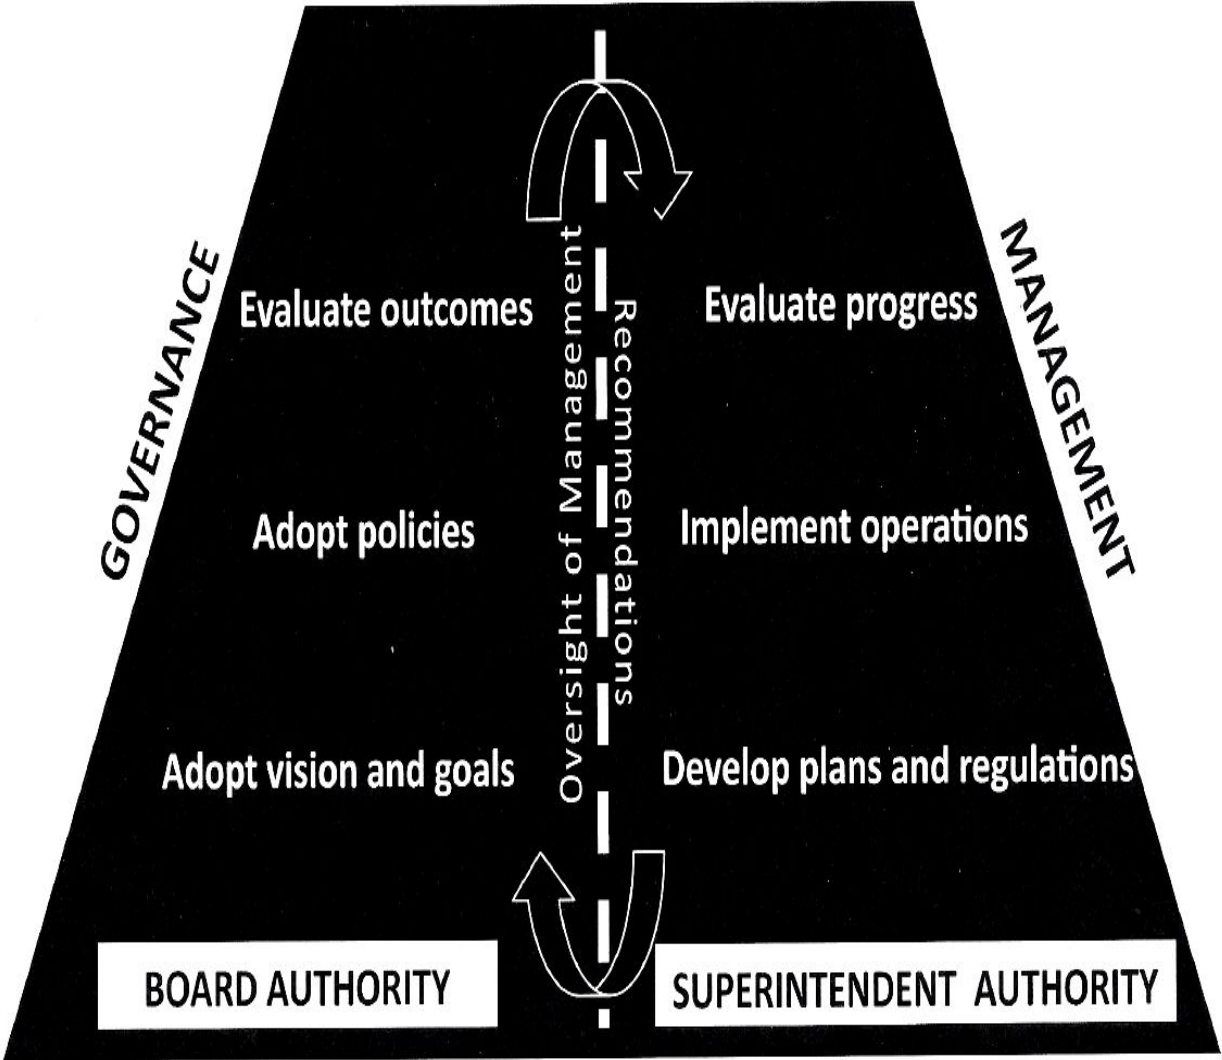 GOVERNANCE
Evaluate outcomes
Adopt policies
Adopt vision and goals
BOARD AUTHORITY
Oversight of Management
Recommendations
MANAGEMENT
Evaluate progress
Implement operations
Develop plans and regulations
SUPERINTENDENT AUTHORITY